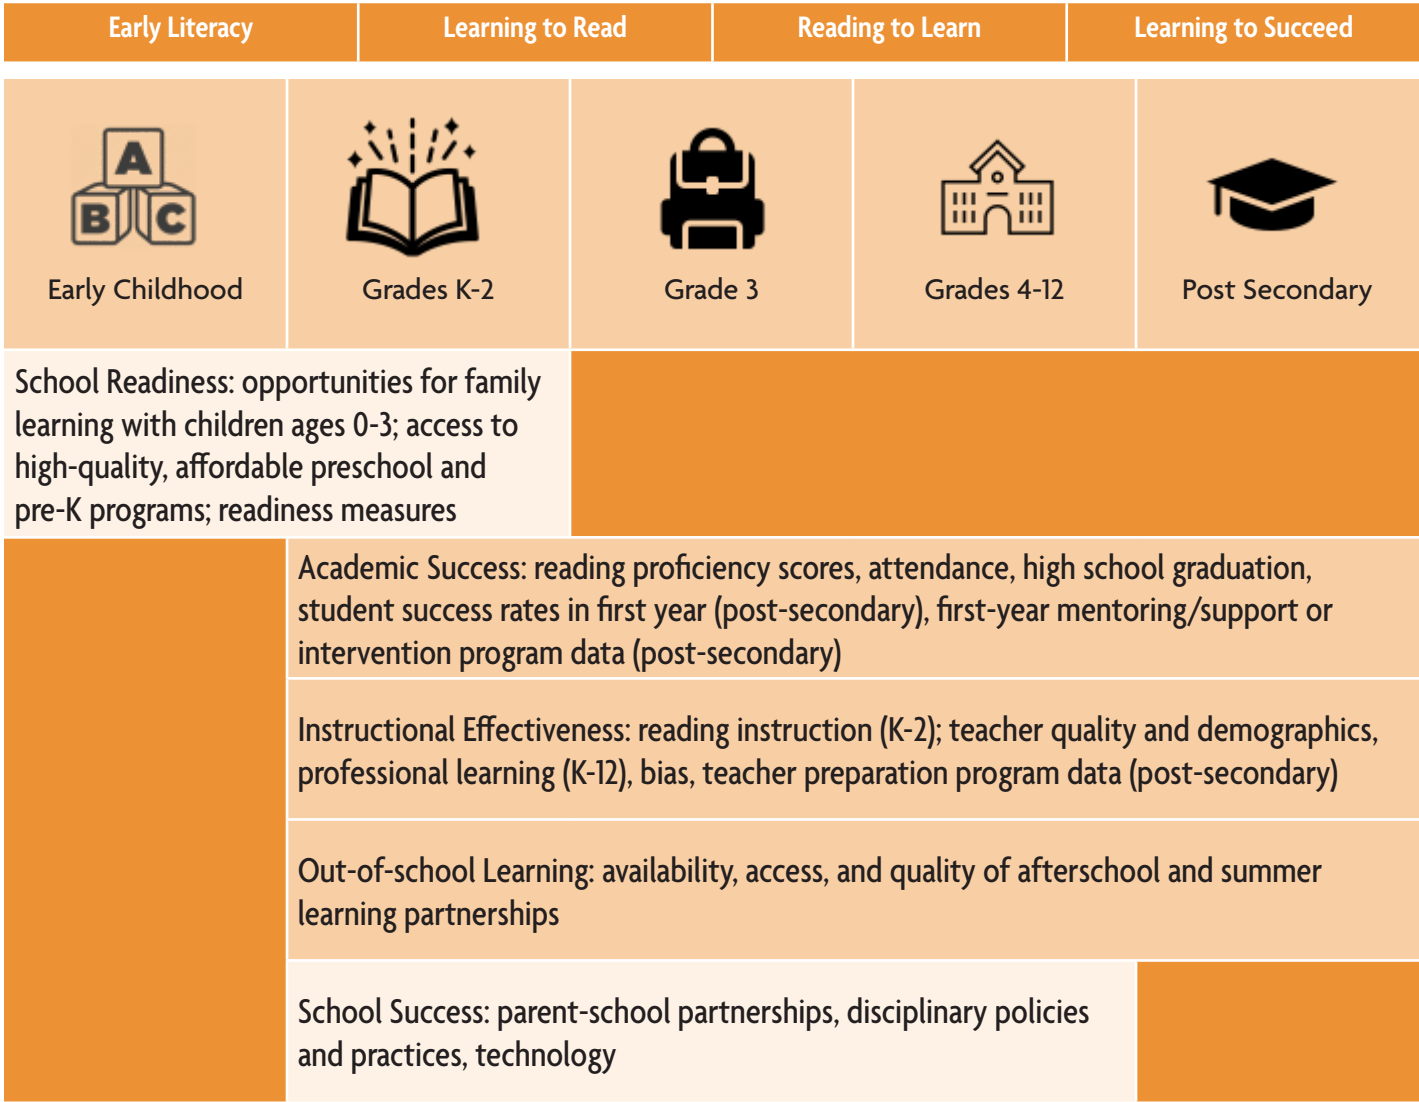 Early Literacy
Learning to Read
Reading to Learn
Learning to Succeed
A
B C
Early Childhood
Grades K-2
Grade 3
Grades 4-12
Post Secondary
School Readiness: opportunities for family
learning with children ages 0-3; access to
high-quality, affordable preschool and
pre-K programs; readiness measures
Academic Success: reading proficiency scores, attendance, high school graduation,
student success rates in first year (post-secondary), first-year mentoring/support or
intervention program data (post-secondary)
Instructional Effectiveness: reading instruction (K-2); teacher quality and demographics,
professional learning (K-12), bias, teacher preparation program data (post-secondary)
Out-of-school Learning: availability, access, and quality of afterschool and summer
learning partnerships
School Success: parent-school partnerships, disciplinary policies
and practices, technology